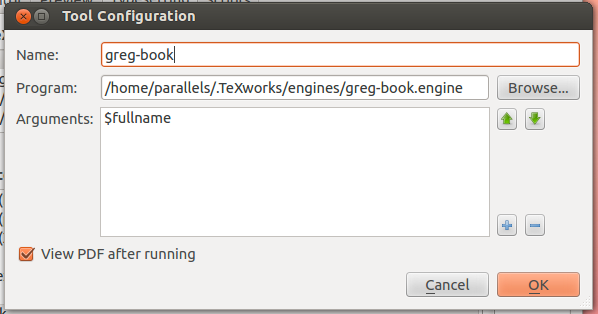 Tool Configuration
Name: greg-book
Program: /home/parallels/.TeXworks/engines/greg-book.engine Browse...
Arguments: $fullname
View PDF after running
Cancel OK